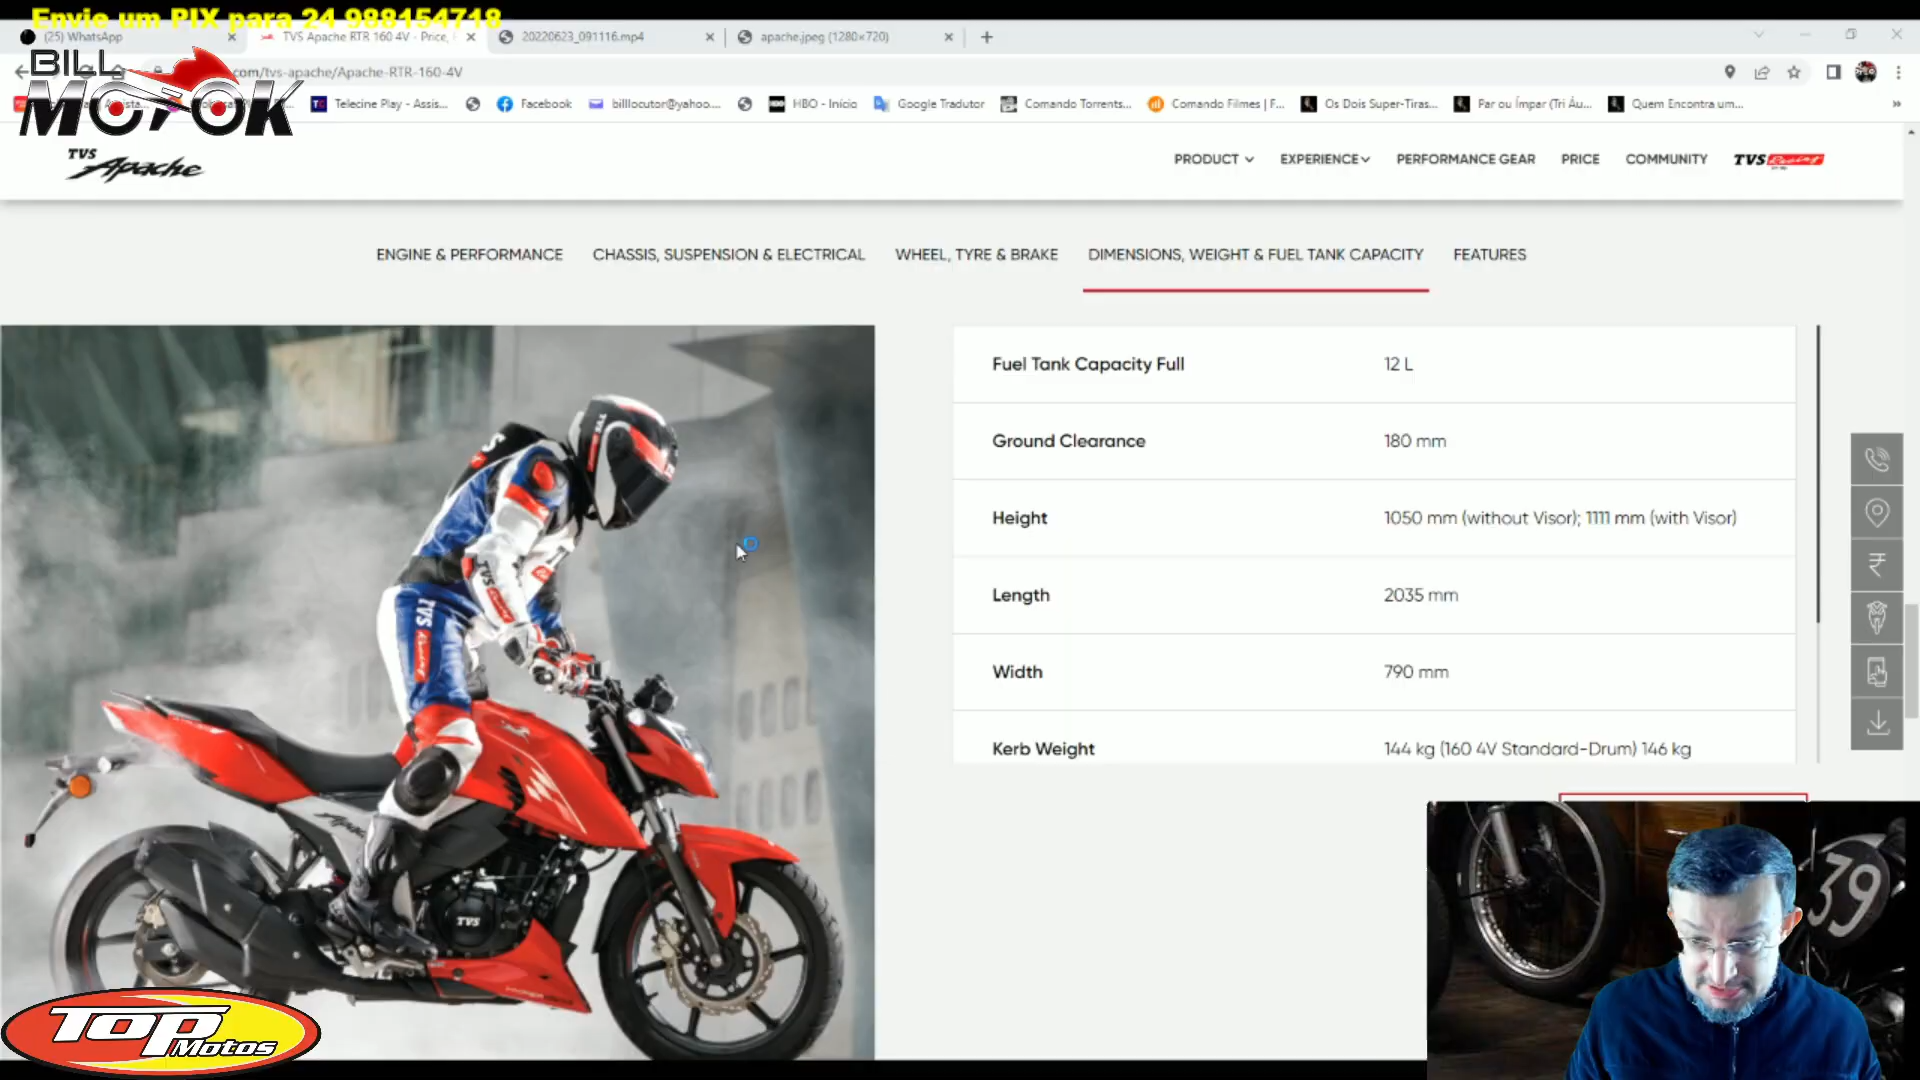 Envie um PIX para 24 988154718
(25) WhatsApp
TVS Apache RTR 160 4V - Price,
20220623_091116.mp4
apache.jpeg (1280×720)
BILL
MOTOK
com/tvs-apache/Apache-RTR-160-4V
Telecine Play - Assis...
Facebook
billlocutor@yahoo....
HBO - Início
Google Tradutor
Comando Torrents...
Comando Filmes | F...
Os Dois Super-Tiras...
Par ou Ímpar (Tri Áu...
Quem Encontra um...
TVS
Apache
PRODUCT
EXPERIENCE
PERFORMANCE GEAR
PRICE
COMMUNITY
TVS Racing
ENGINE & PERFORMANCE
CHASSIS, SUSPENSION & ELECTRICAL
WHEEL, TYRE & BRAKE
DIMENSIONS, WEIGHT & FUEL TANK CAPACITY
FEATURES
Fuel Tank Capacity Full 12 L
Ground Clearance 180 mm
Height 1050 mm (without Visor); 1111 mm (with Visor)
Length 2035 mm
Width 790 mm
Kerb Weight 144 kg (160 4V Standard-Drum) 146 kg
TVS
TVS
39
TOP
Motos